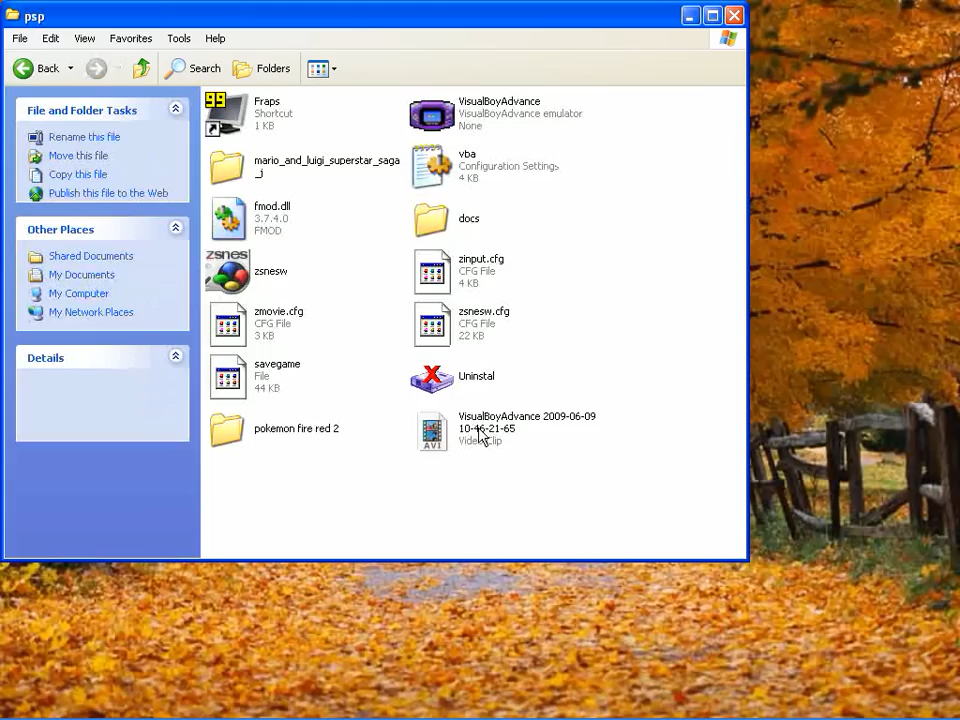 psp
File Edit View Favorites Tools Help
Back Search Folders
File and Folder Tasks
Rename this file
Move this file
Copy this file
Publish this file to the Web
Other Places
Shared Documents
My Documents
My Computer
My Network Places
Details
99
Fraps
Shortcut
1 KB
VisualBoyAdvance
VisualBoyAdvance emulator
None
mario_and_luigi_superstar_saga
_j
vba
Configuration Settings
4 KB
fmod.dll
3.7.4.0
FMOD
docs
zsnes
zsnesw
zinput.cfg
CFG File
4 KB
zmovie.cfg
CFG File
3 KB
zsnesw.cfg
CFG File
22 KB
savegame
File
44 KB
Uninstal
pokemon fire red 2
AVI
VisualBoyAdvance 2009-06-09
10-46-21-65
Video Clip